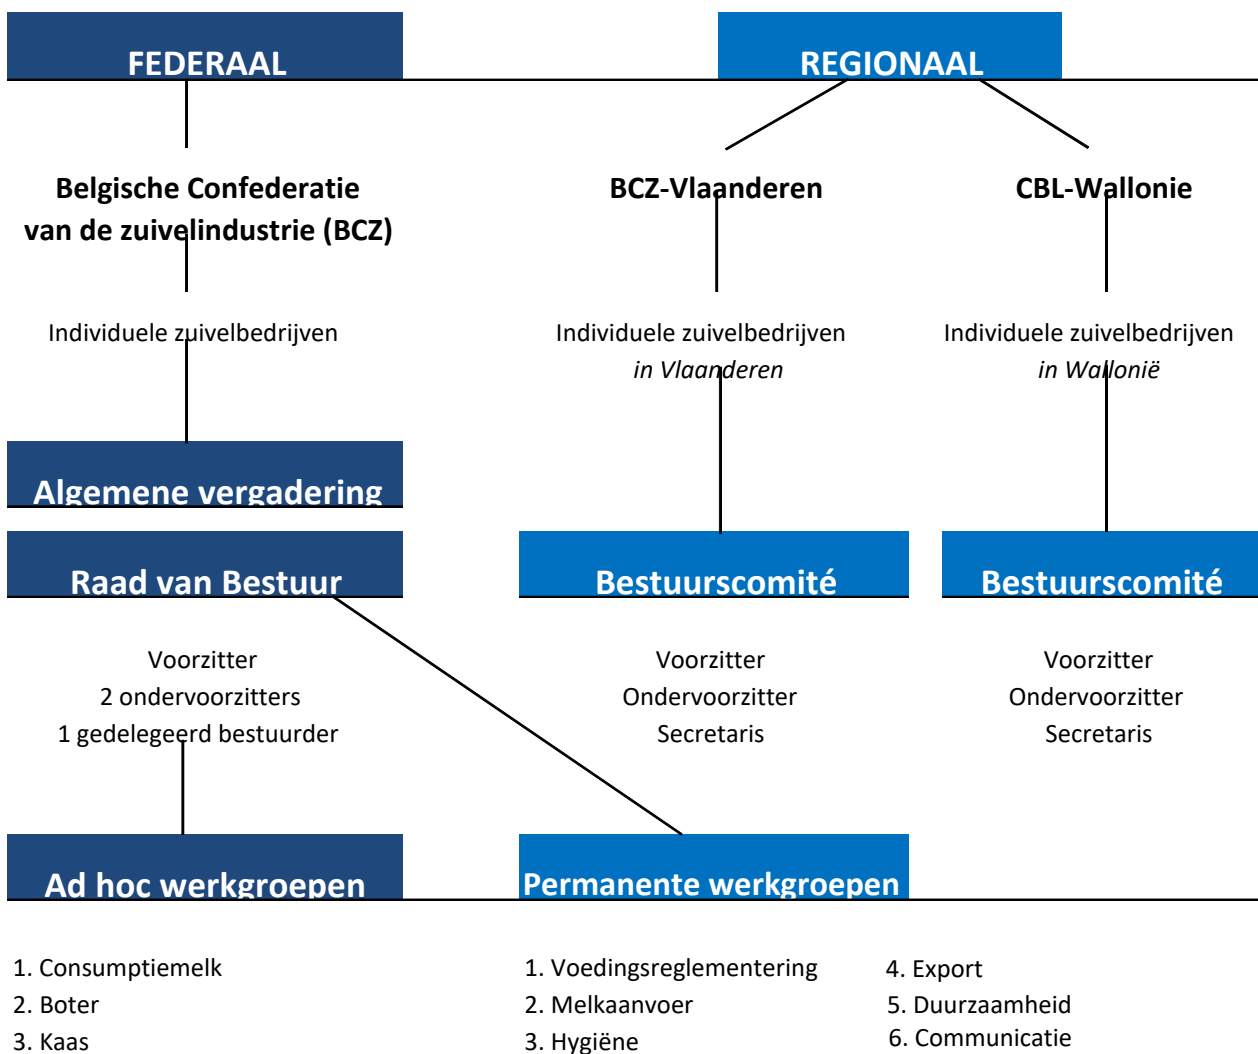 FEDERAAL
REGIONAAL
Belgische Confederatie
van de zuivelindustrie (BCZ)
BCZ-Vlaanderen
CBL-Wallonie
Individuele zuivelbedrijven
Individuele zuivelbedrijven
in Vlaanderen
Individuele zuivelbedrijven
in Wallonië
Algemene vergadering
Raad van Bestuur
Bestuurscomité
Bestuurscomité
Voorzitter
2 ondervoorzitters
1 gedelegeerd bestuurder
Voorzitter
Ondervoorzitter
Secretaris
Voorzitter
Ondervoorzitter
Secretaris
Ad hoc werkgroepen
Permanente werkgroepen
1. Consumptiemelk
2. Boter
3. Kaas
1. Voedingsreglementering
2. Melkaanvoer
3. Hygiëne
4. Export
5. Duurzaamheid
6. Communicatie